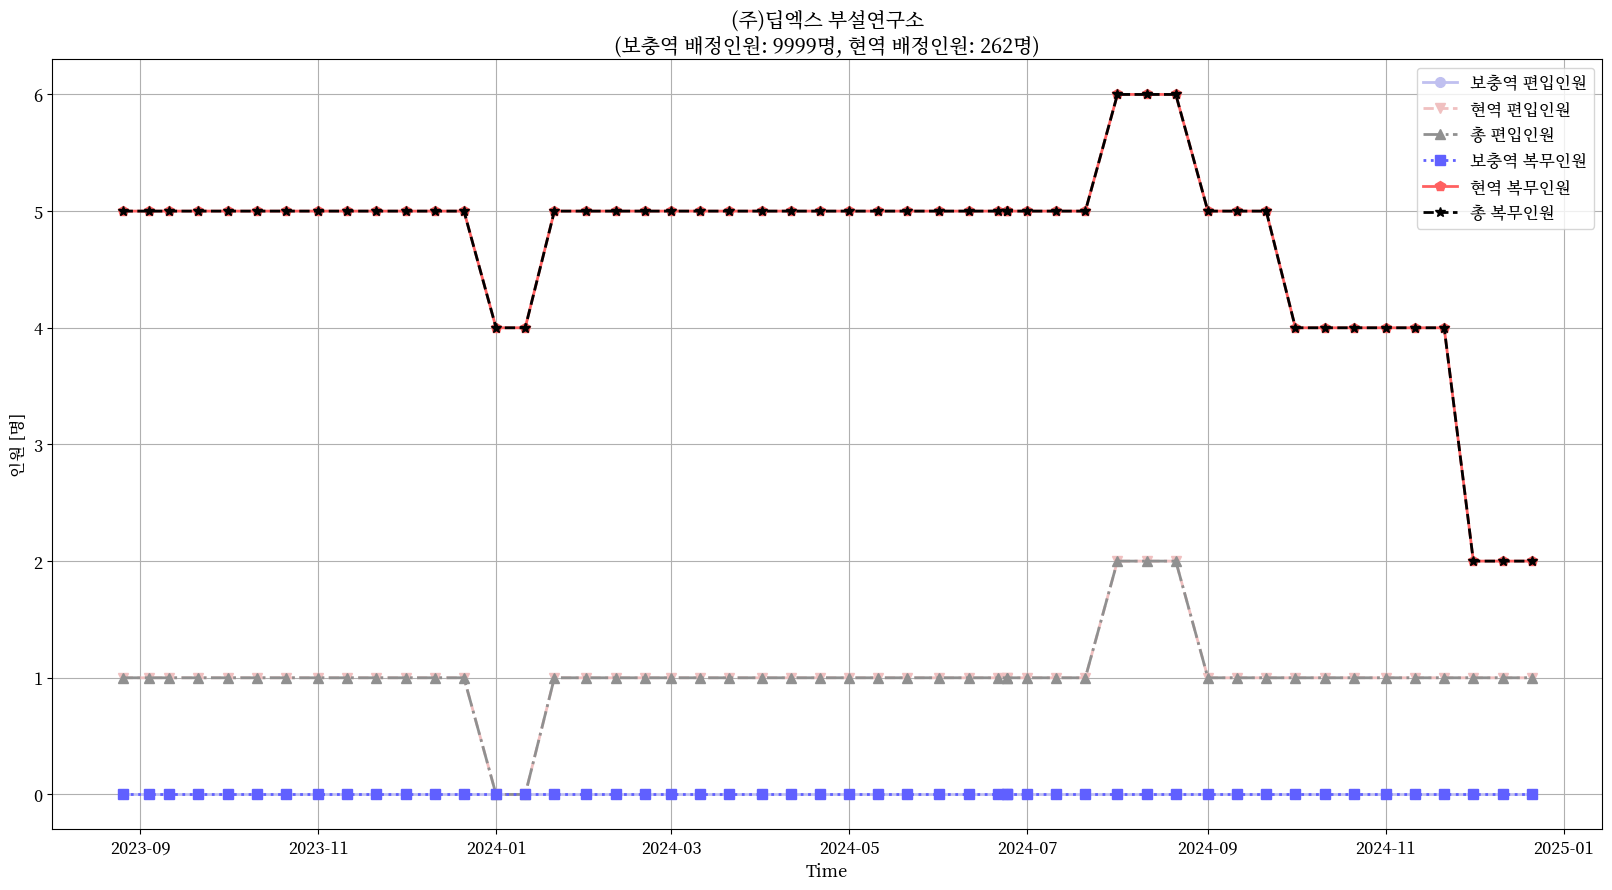 (주)딥엑스 부설연구소
(보충역 배정인원: 9999명, 현역 배정인원: 262명)
보충역 편입인원
현역 편입인원
총 편입인원
보충역 복무인원
현역 복무인원
총 복무인원
인원 [명]
6
5
4
3
2
1
0
2023-09 2023-11 2024-01 2024-03 2024-05 2024-07 2024-09 2024-11 2025-01
Time